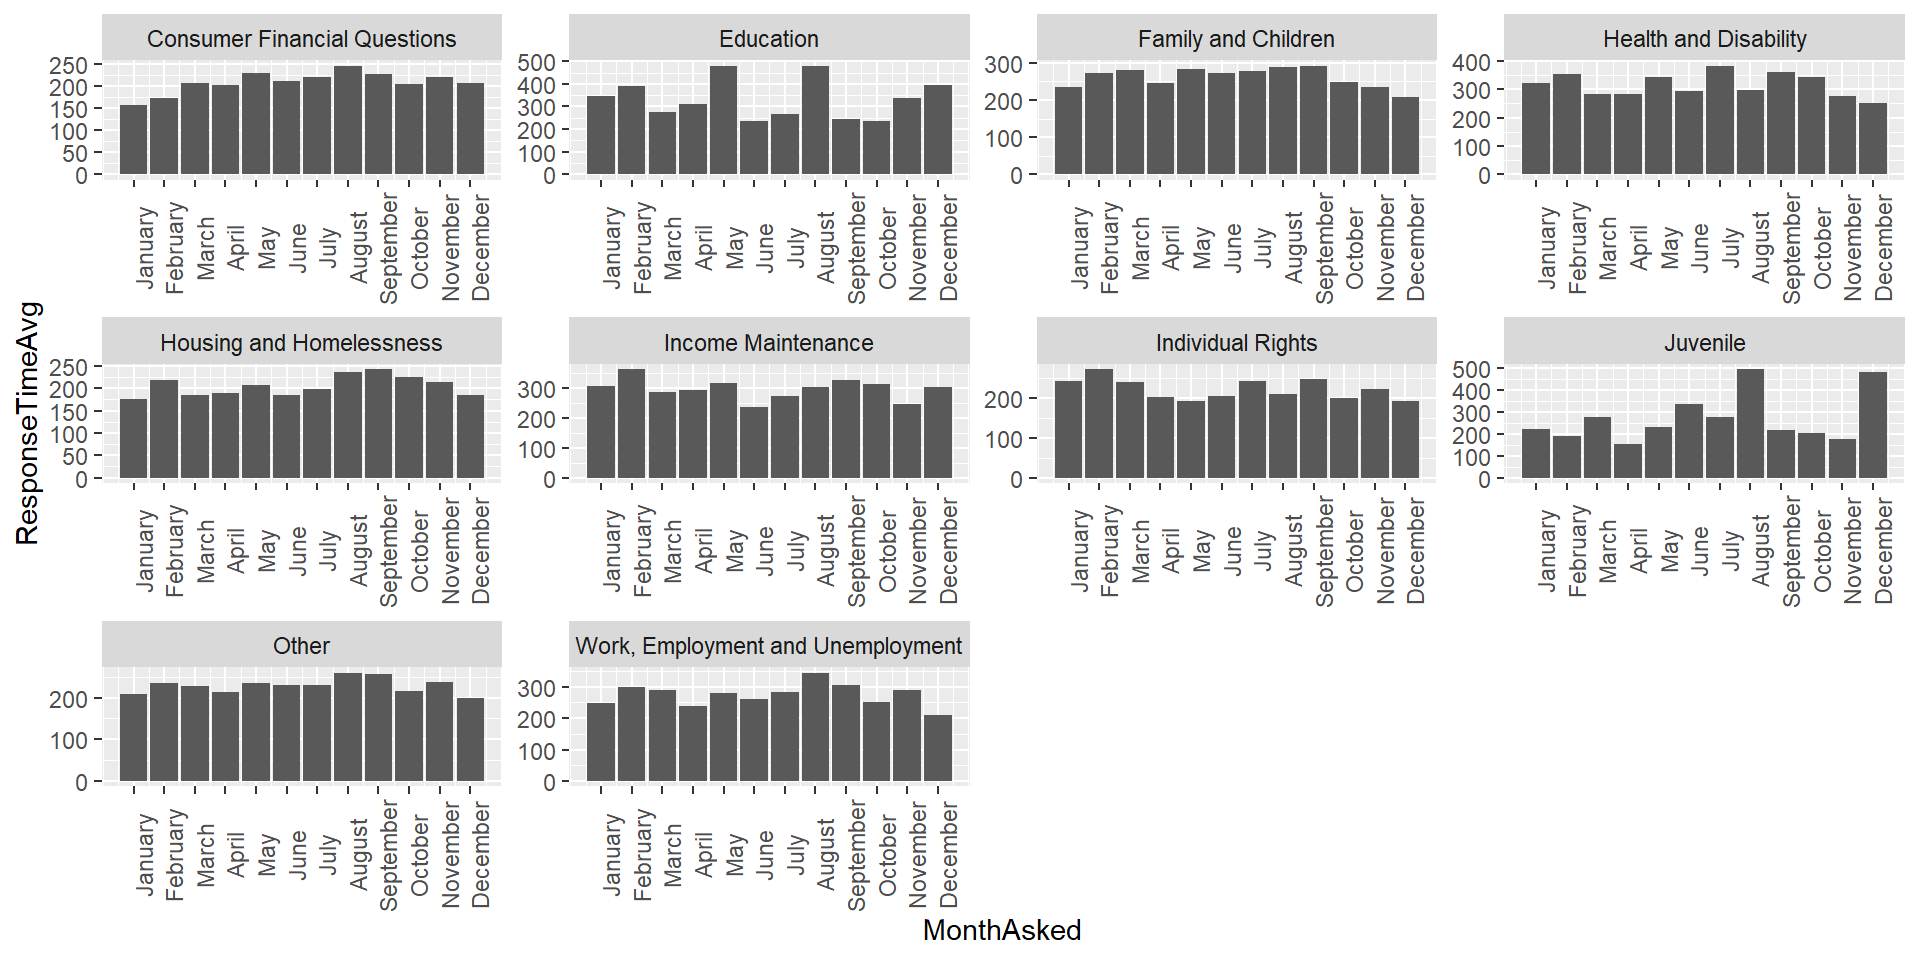 ResponseTimeAvg
Consumer Financial Questions
250
200
150
100
50
0
January
February
March
April
May
June
July
August
September
October
November
December
Education
500
400
300
200
100
0
January
February
March
April
May
June
July
August
September
October
November
December
Family and Children
300
200
100
0
January
February
March
April
May
June
July
August
September
October
November
December
Health and Disability
400
300
200
100
0
January
February
March
April
May
June
July
August
September
October
November
December
Housing and Homelessness
250
200
150
100
50
0
January
February
March
April
May
June
July
August
September
October
November
December
Income Maintenance
300
200
100
0
January
February
March
April
May
June
July
August
September
October
November
December
Individual Rights
200
100
0
January
February
March
April
May
June
July
August
September
October
November
December
Juvenile
500
400
300
200
100
0
January
February
March
April
May
June
July
August
September
October
November
December
Other
200
100
0
January
February
March
April
May
June
July
August
September
October
November
December
Work, Employment and Unemployment
300
200
100
0
January
February
March
April
May
June
July
August
September
October
November
December
MonthAsked